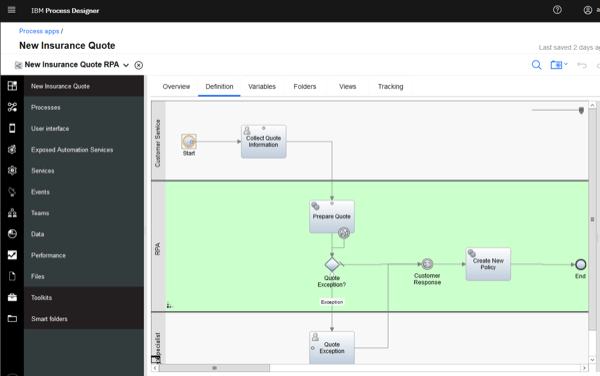 IBM Process Designer
Process apps /
New Insurance Quote
Last saved 2 days a
New Insurance Quote RPA
Overview
Definition
Variables
Folders
Views
Tracking
New Insurance Quote
Processes
User interface
Exposed Automation Services
Services
Events
Teams
Data
Performance
Files
Toolkits
Smart folders
Customer Service
Start
Collect Quote
Information
RPA
Prepare Quote
Quote
Exception?
Exception
Customer
Response
Create New
Policy
End
Quote
Exception